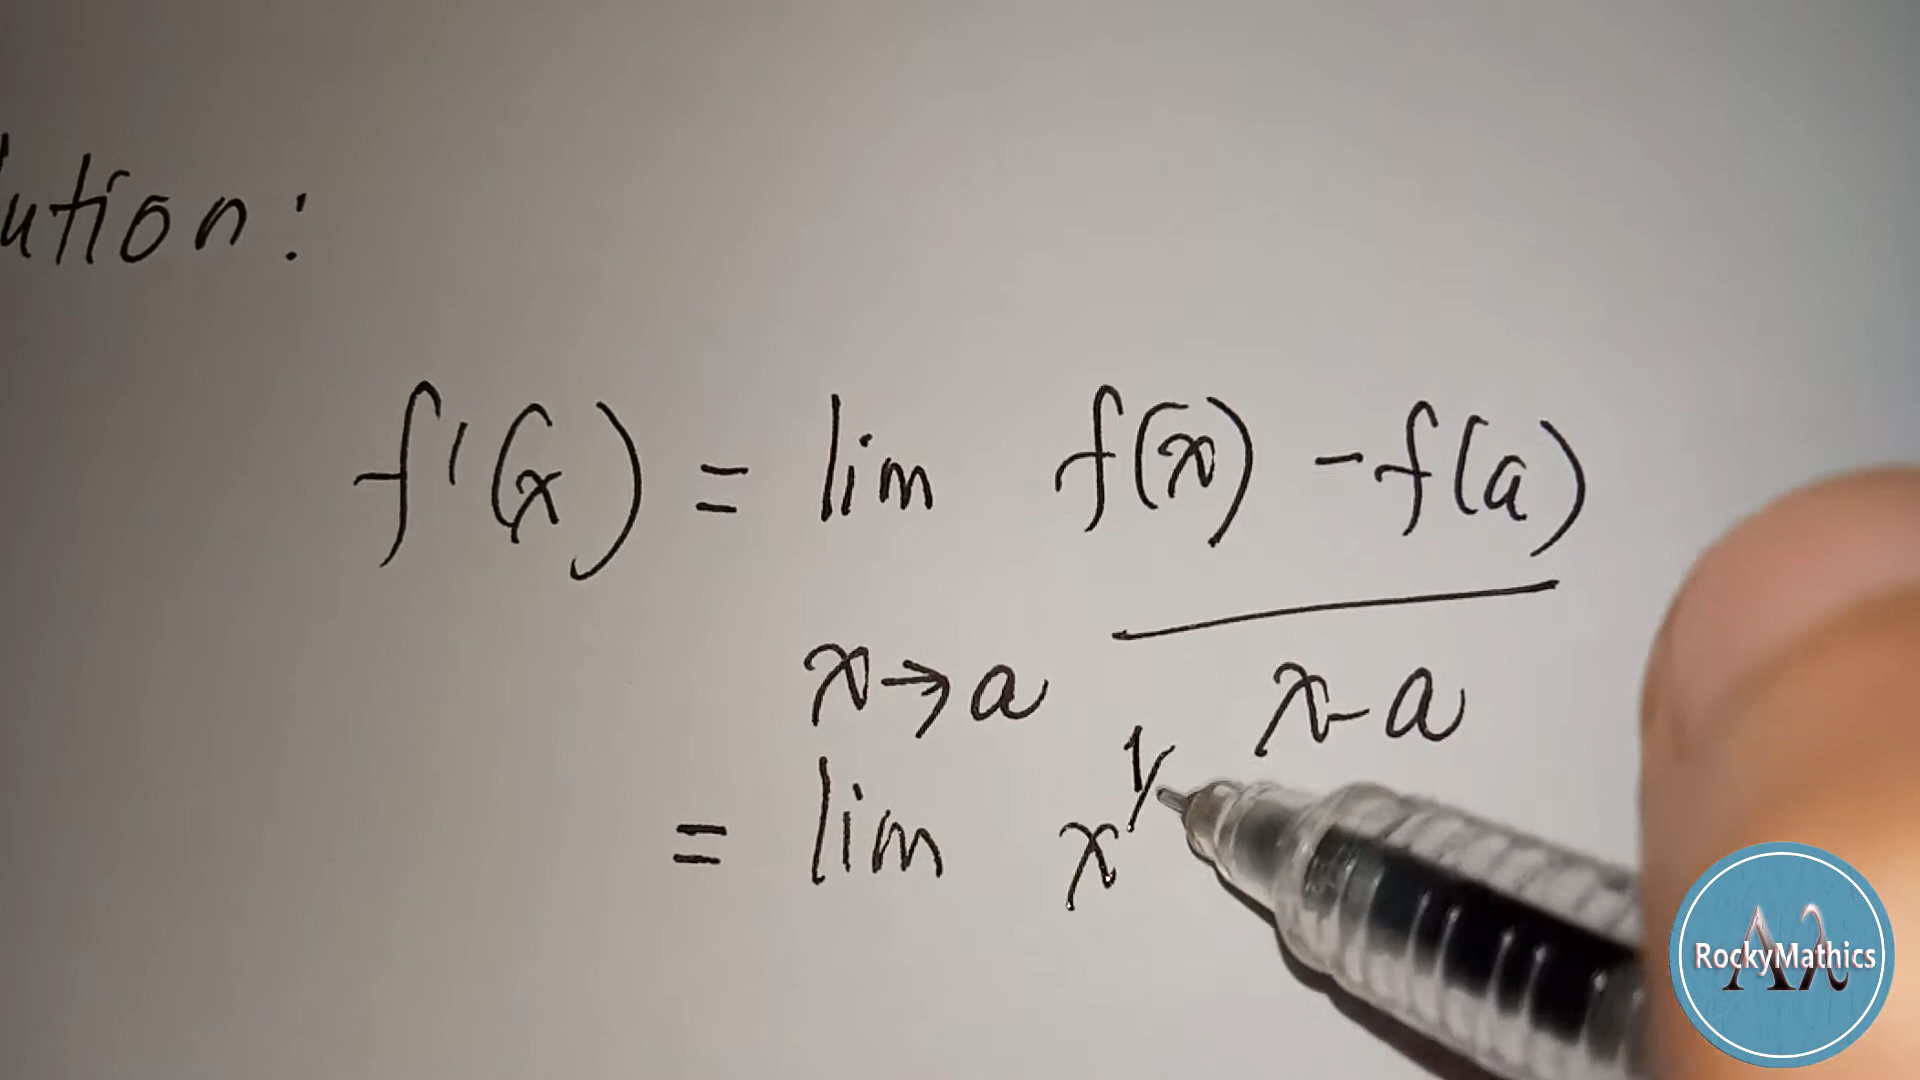 lution:
f'(x) = lim f(x) - f(a)
x→a x-a
= lim x^1/
RockyMathics